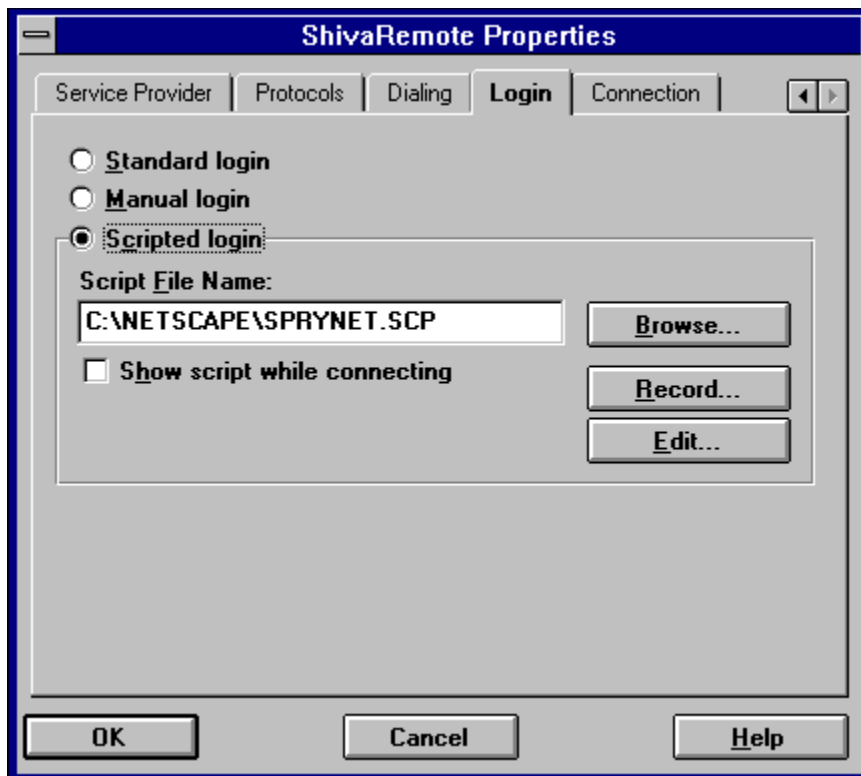 ShivaRemote Properties
Service Provider Protocols Dialing Login Connection
Standard login
Manual login
Scripted login
Script File Name:
C:\NETSCAPE\SPRYNET.SCP
Browse...
Show script while connecting
Record...
Edit...
OK Cancel Help